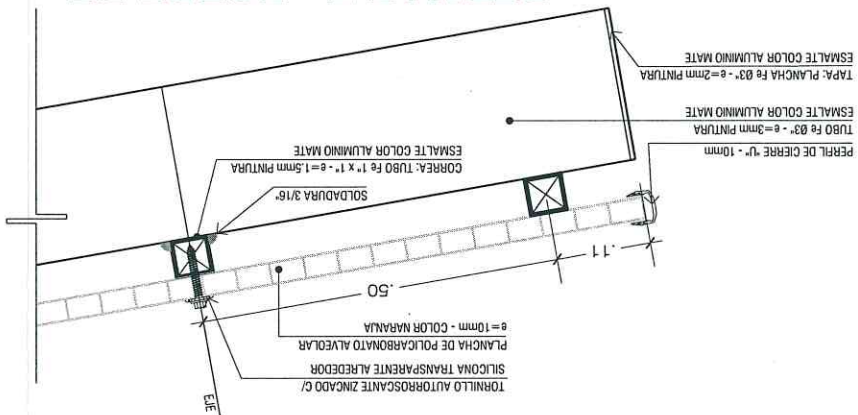 EJE
TORNILLO AUTORROSCANTE ZINCADO C/
SILICONA TRANSPARENTE ALREDEDOR
PLANCHA DE POLICARBONATO ALVEOLAR
e=10mm - COLOR NARANJA
.50
.11
SOLDADURA 3/16"
CORREA: TUBO Fe 1" x 1" - e=1.5mm PINTURA
ESMALTE COLOR ALUMINIO MATE
PERFIL DE CIERRE "U" - 10mm
TUBO Fe Ø3" - e=3mm PINTURA
ESMALTE COLOR ALUMINIO MATE
TAPA: PLANCHA Fe Ø3" - e=2mm PINTURA
ESMALTE COLOR ALUMINIO MATE